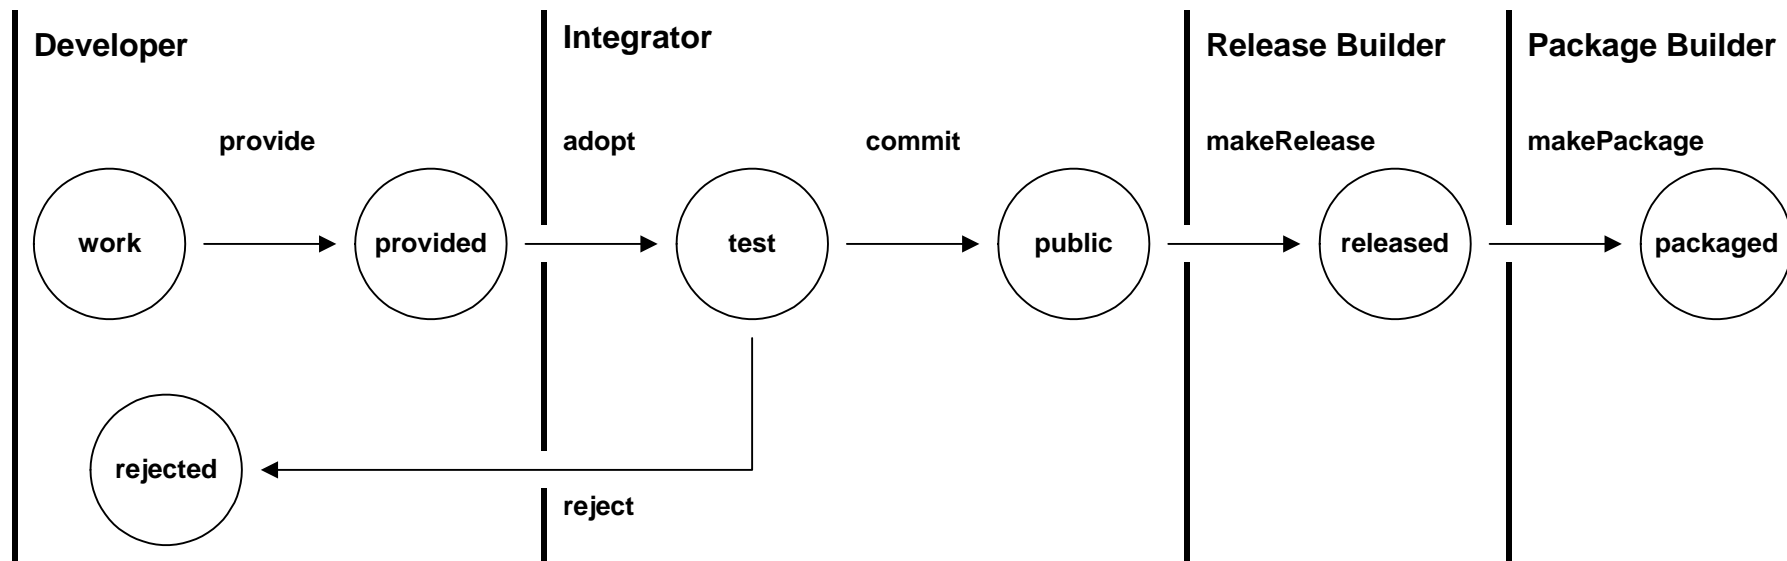 Developer
Integrator
Release Builder
Package Builder
provide
adopt
commit
makeRelease
makePackage
work
provided
test
public
released
packaged
rejected
reject